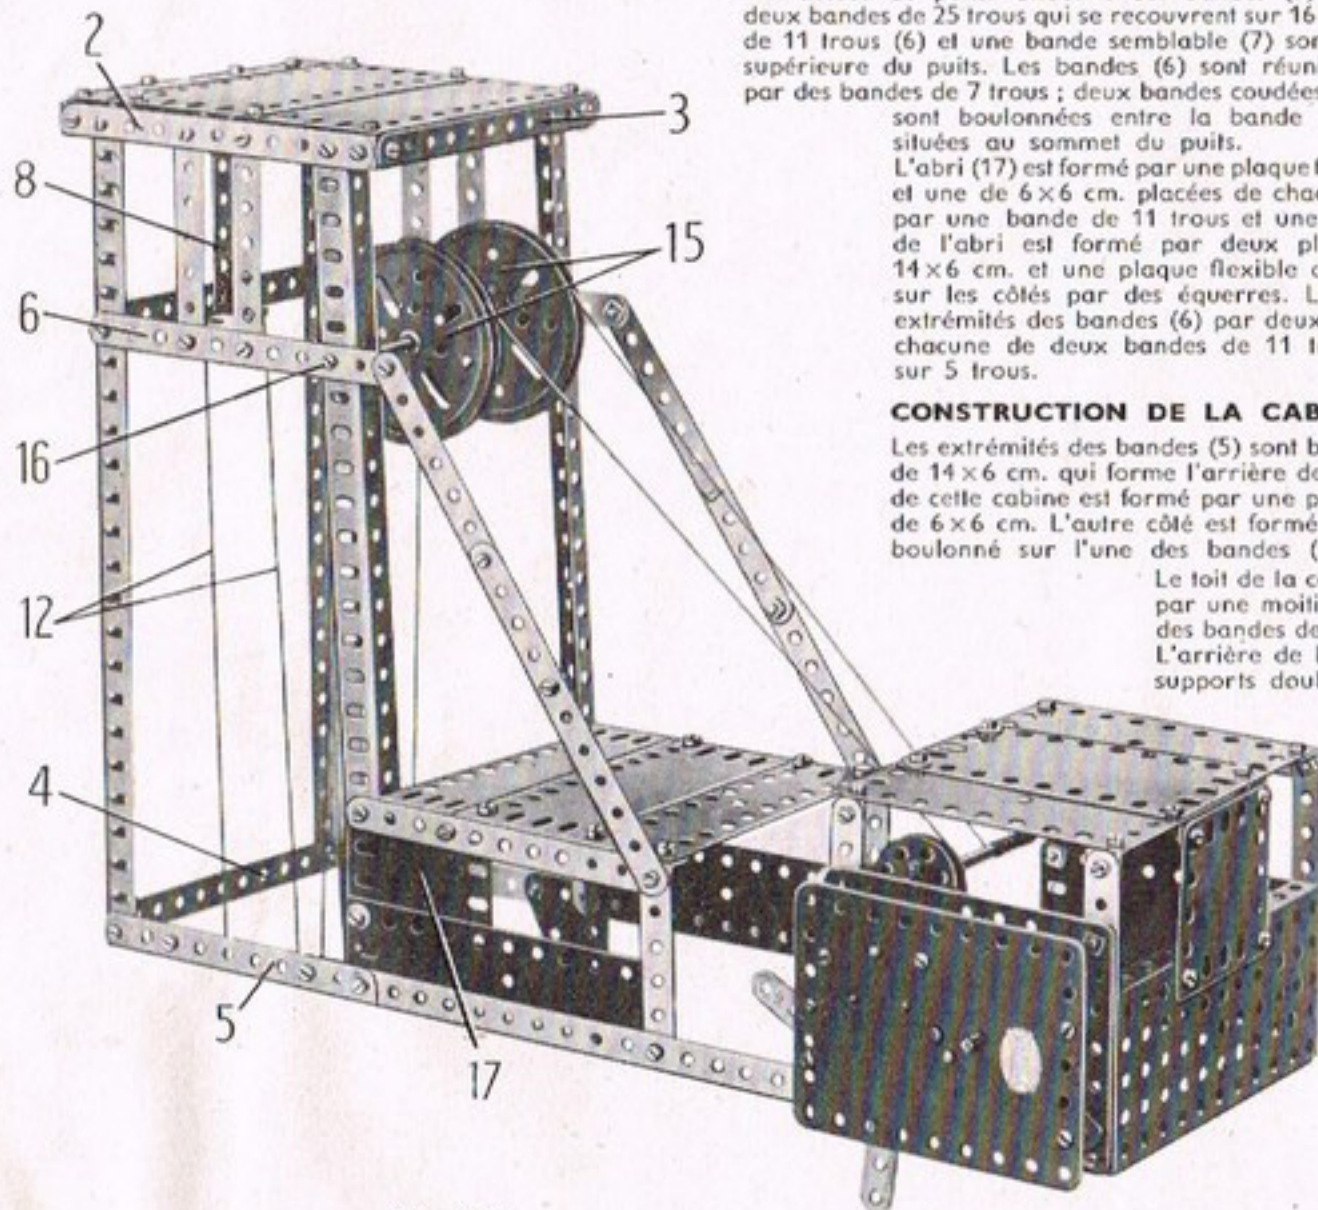 deux bandes de 25 trous qui se recouvrent sur 16
de 11 trous (6) et une bande semblable (7)
supérieure du puits. Les bandes (6) sont
par des bandes de 7 trous ; deux bandes coudées
sont boulonnées entre la bande
situées au sommet du puits.
L'abri (17) est formé par une plaque
et une de 6×6 cm. placées de
par une bande de 11 trous et une
de l'abri est formé par deux
14×6 cm. et une plaque flexible
sur les côtés par des équerres.
extrémités des bandes (6) par deux
chacune de deux bandes de 11
sur 5 trous.
CONSTRUCTION DE LA CAB
Les extrémités des bandes (5) sont
de 14×6 cm. qui forme l'arrière
de cette cabine est formé par une
de 6×6 cm. L'autre côté est formé
boulonné sur l'une des bandes (
Le toit de la
par une
des bandes de
L'arrière de
supports
2
3
8
15
6
16
12
4
5
17